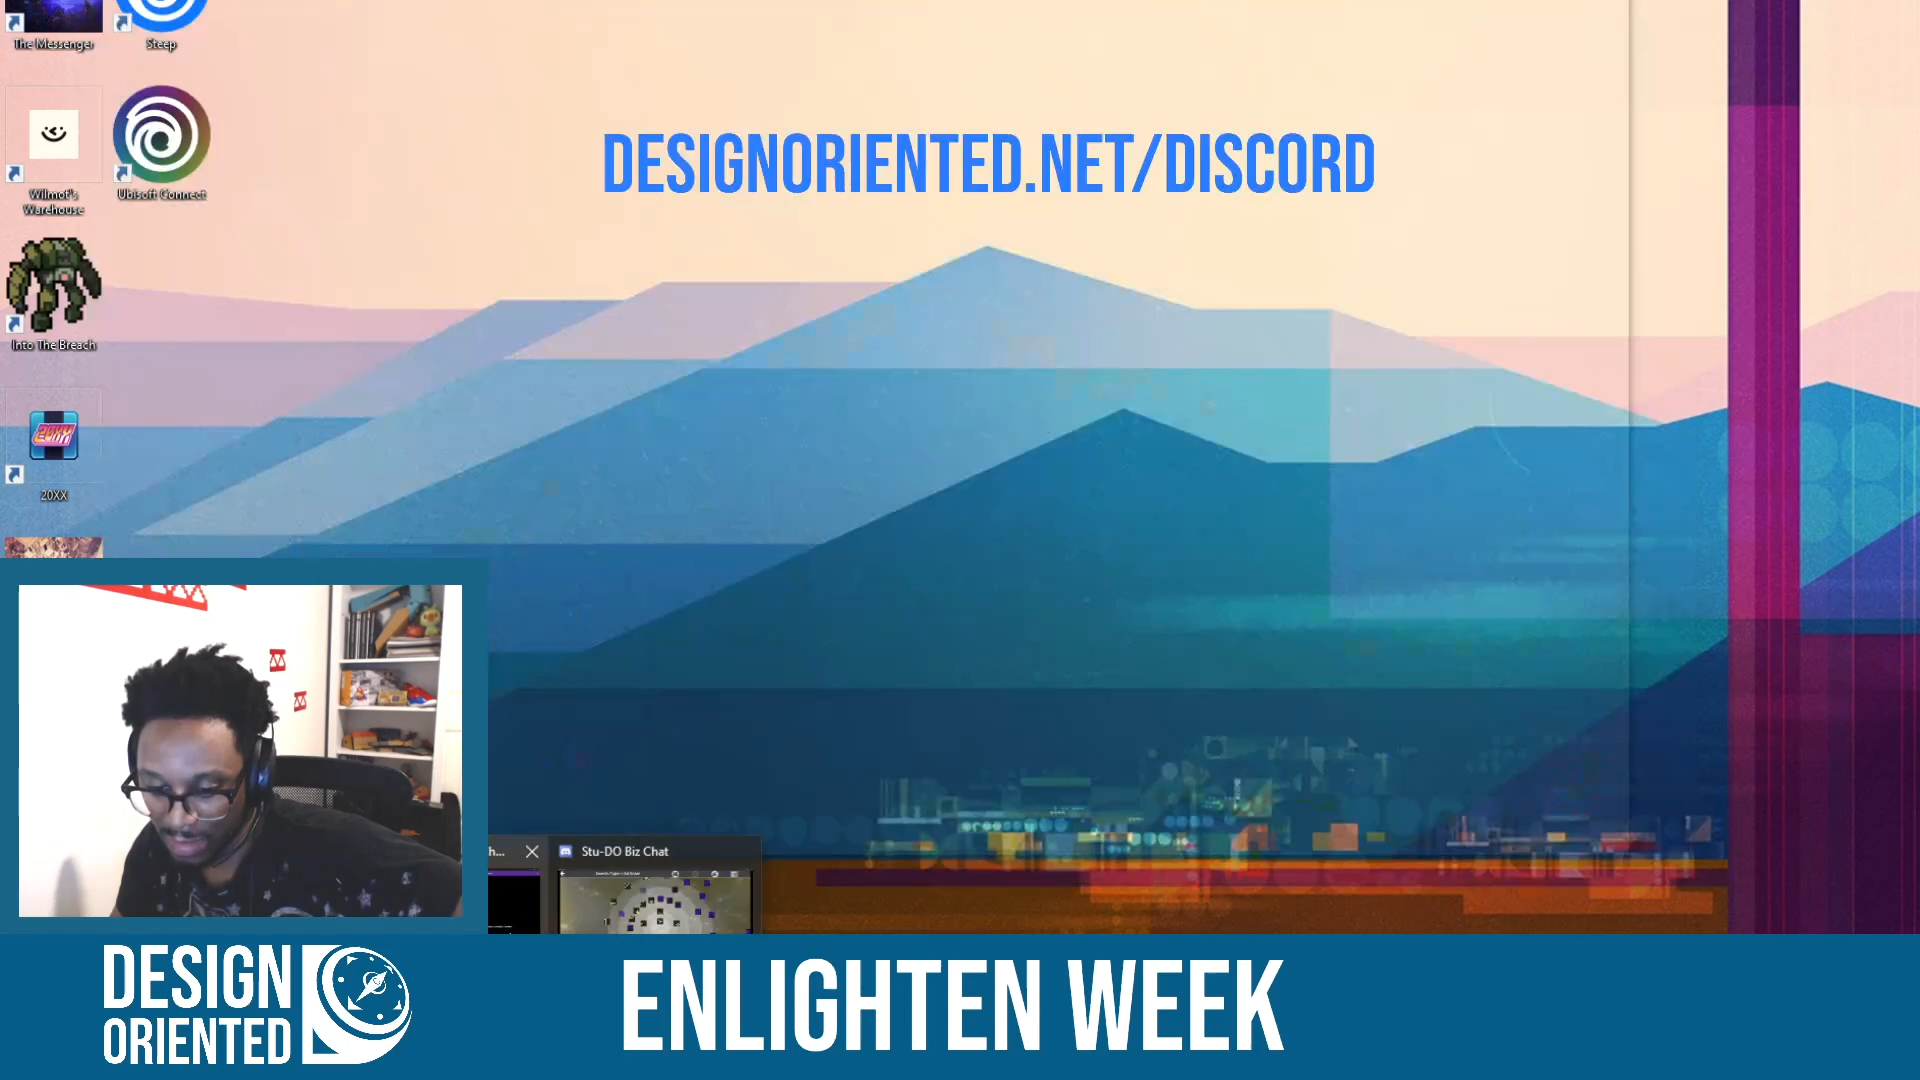 The Messenger
Steep
Wilmot's
Warehouse
Ubisoft Connect
DESIGNORIENTED.NET/DISCORD
Into The Breach
20XX
h...
Stu-DO Biz Chat
DESIGN
ORIENTED
ENLIGHTEN WEEK